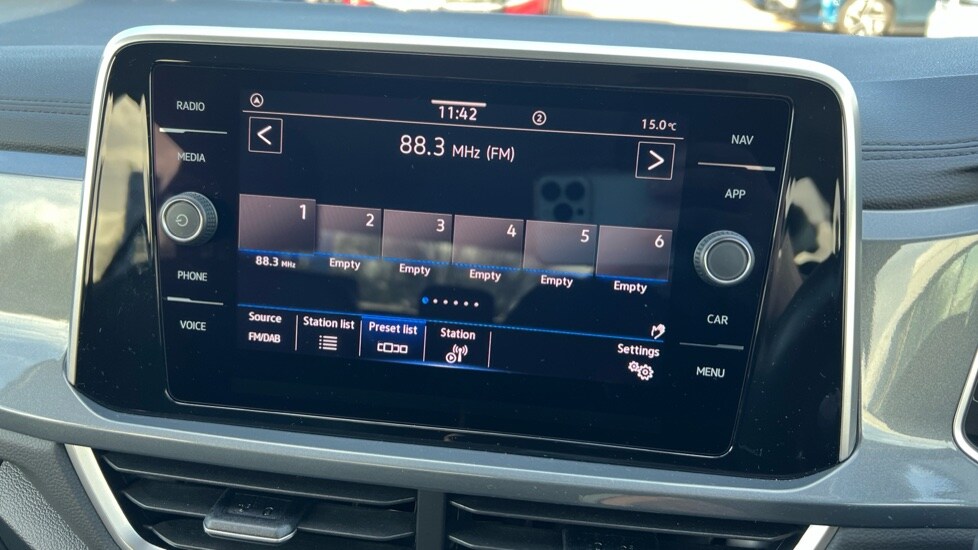 RADIO
MEDIA
PHONE
VOICE
11:42
2
15.0°C
88.3 MHz (FM)
1 2 3 4 5 6
88.3 MHz Empty Empty Empty Empty Empty
Source
FM/DAB
Station list
Preset list
Station
Settings
NAV
APP
CAR
MENU